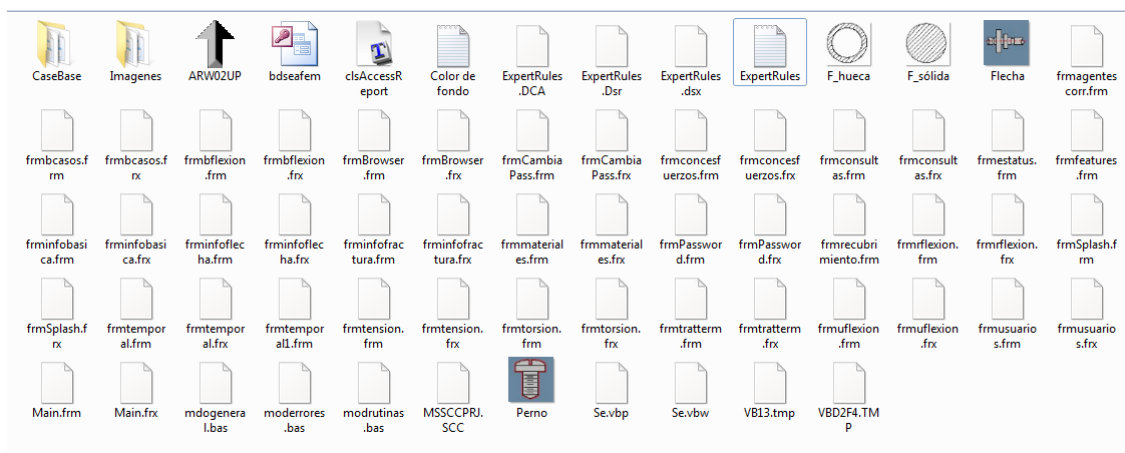 CaseBase Imagenes ARW02UP bdseafem clsAccessR Color de ExpertRules ExpertRules ExpertRules ExpertRules F_hueca F_sólida Flecha frmagentes
eport fondo .DCA .Dsr .dsx corr.frm
frmbcasos.f frmbcasos.f frmbflexion frmbflexion frmBrowser frmBrowser frmCambia frmCambia frmconcesf frmconcesf frmconsult frmconsult frmestatus. frmfeatures
rm rx .frm .frx .frm .frx Pass.frm Pass.frx uerzos.frm uerzos.frx as.frm as.frx frm .frm
frminfobasi frminfobasi frminfoflec frminfoflec frminfofrac frminfofrac frmmaterial frmmaterial frmPasswor frmPasswor frmrecubri frmrflexion. frmrflexion. frmSplash.f
ca.frm ca.frx ha.frm ha.frx tura.frm tura.frx es.frm es.frx d.frm d.frx miento.frm frm frx rm
frmSplash.f frmtempor frmtempor frmtempor frmtension. frmtension. frmtorsion. frmtorsion. frmtratterm frmtratterm frmuflexion frmuflexion frmusuario frmusuario
rx al.frm al.frx al1.frm frm frx frm frx .frm .frx .frm .frx s.frm s.frx
Main.frm Main.frx mdogenera moderrores modrutinas MSSCCPRJ. Perno Se.vbp Se.vbw VB13.tmp VBD2F4.TM
l.bas .bas .bas SCC P